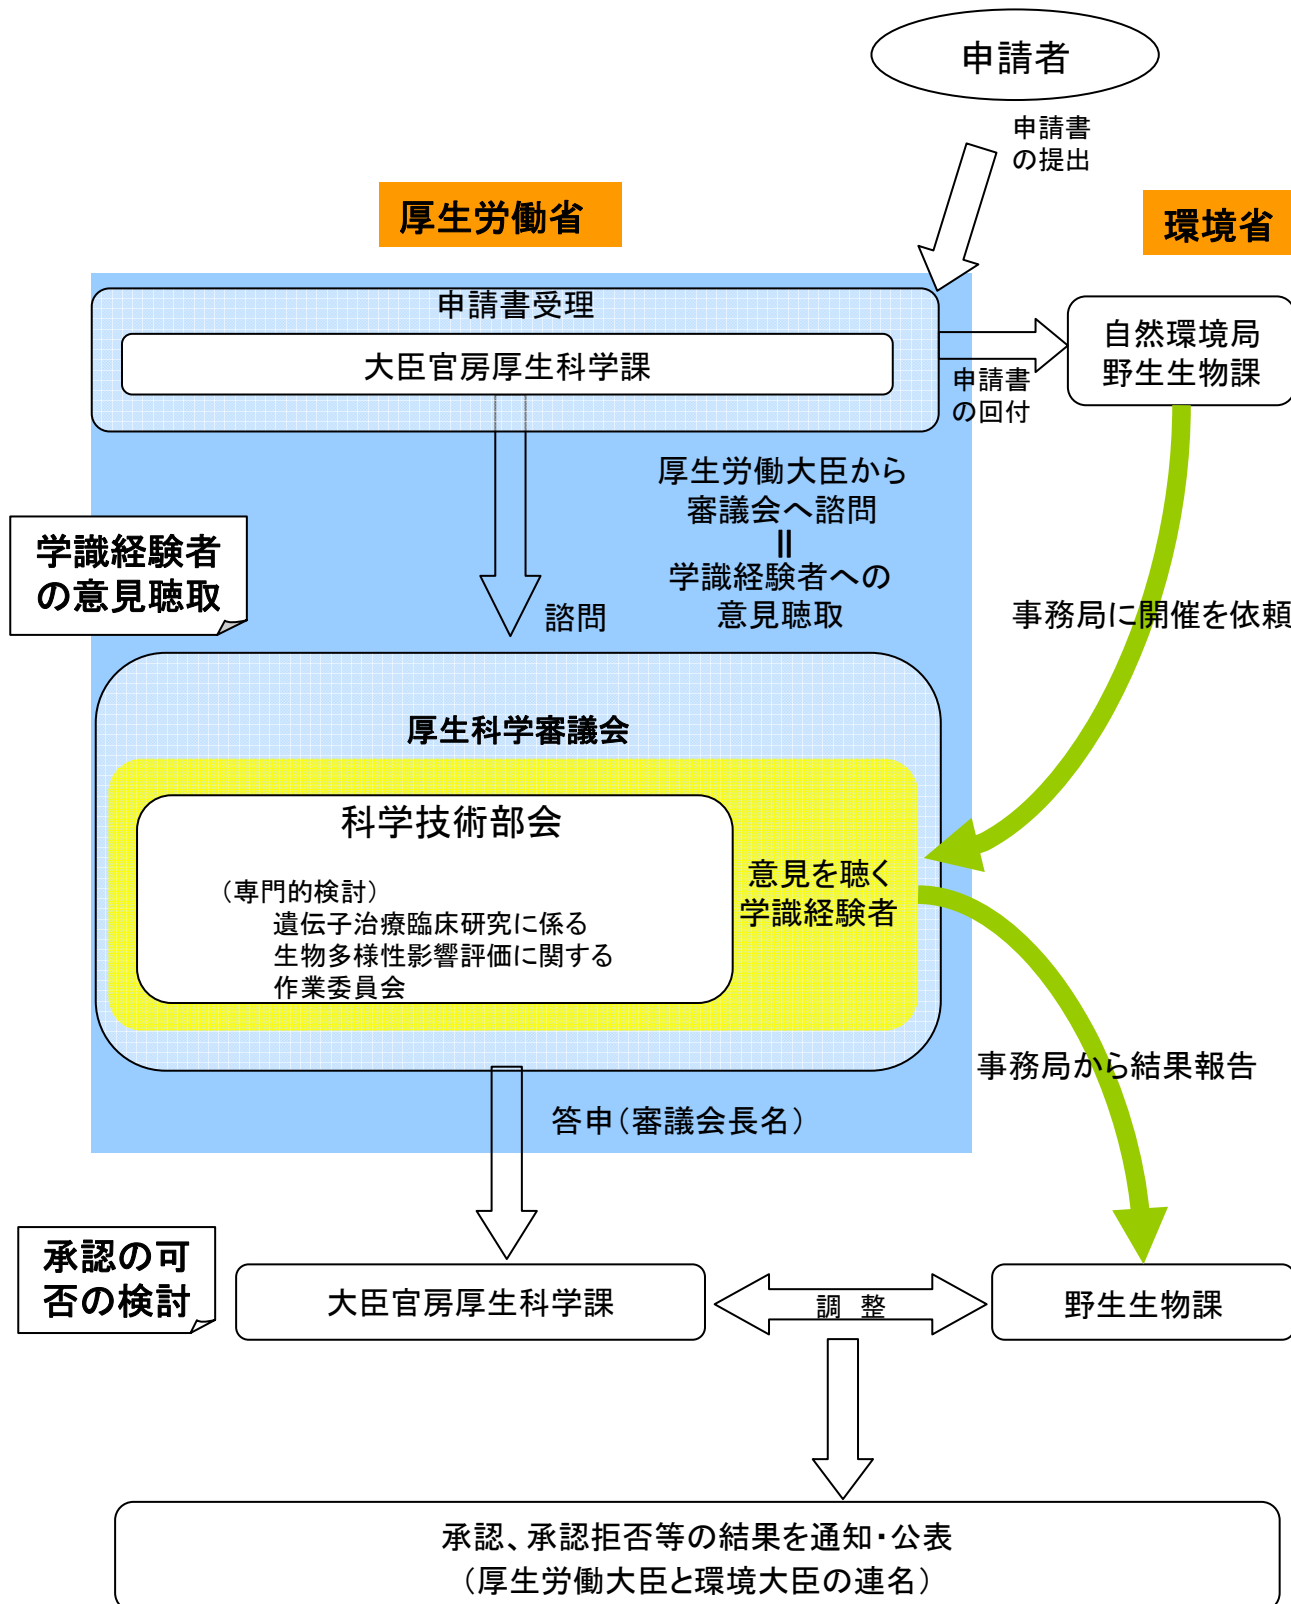 申請者
申請書
の提出
厚生労働省
環境省
申請書受理
大臣官房厚生科学課
自然環境局
野生生物課
申請書
の回付
厚生労働大臣から
審議会へ諮問
||
学識経験者への
意見聴取
学識経験者
の意見聴取
諮問
事務局に開催を依頼
厚生科学審議会
科学技術部会
（専門的検討）
遺伝子治療臨床研究に係る
生物多様性影響評価に関する
作業委員会
意見を聴く
学識経験者
事務局から結果報告
答申（審議会長名）
承認の可
否の検討
大臣官房厚生科学課
調 整
野生生物課
承認、承認拒否等の結果を通知・公表
（厚生労働大臣と環境大臣の連名）